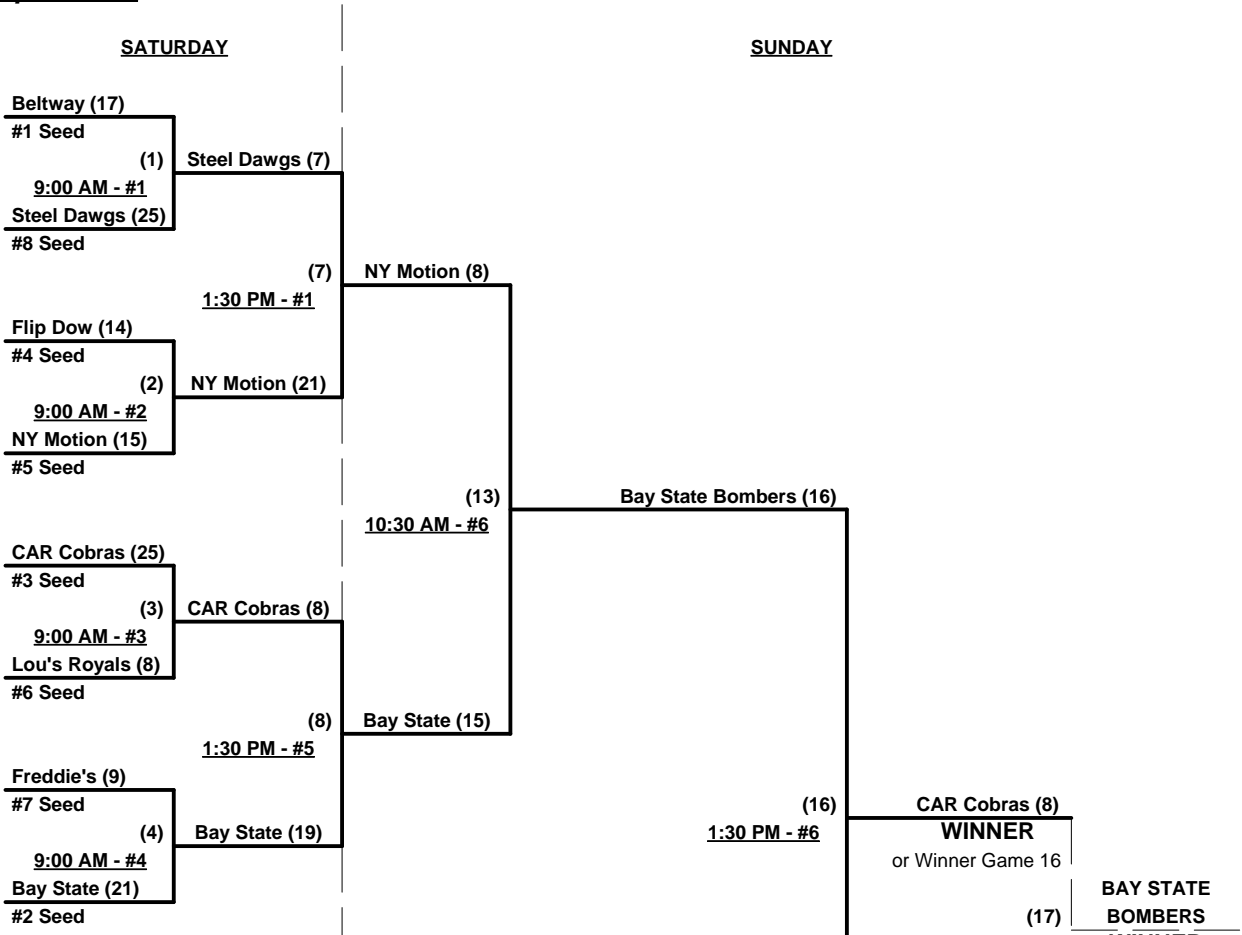 SATURDAY
SUNDAY
Beltway (17)
#1 Seed
(1)
Steel Dawgs (7)
9:00 AM - #1
Steel Dawgs (25)
#8 Seed
(7)
NY Motion (8)
1:30 PM - #1
Flip Dow (14)
#4 Seed
(2)
NY Motion (21)
9:00 AM - #2
NY Motion (15)
#5 Seed
(13)
Bay State Bombers (16)
10:30 AM - #6
CAR Cobras (25)
#3 Seed
(3)
CAR Cobras (8)
9:00 AM - #3
Lou's Royals (8)
#6 Seed
(8)
Bay State (15)
1:30 PM - #5
Freddie's (9)
#7 Seed
(16)
CAR Cobras (8)
(4)
Bay State (19)
1:30 PM - #6
WINNER
9:00 AM - #4
or Winner Game 16
Bay State (21)
BAY STATE
#2 Seed
(17)
BOMBERS